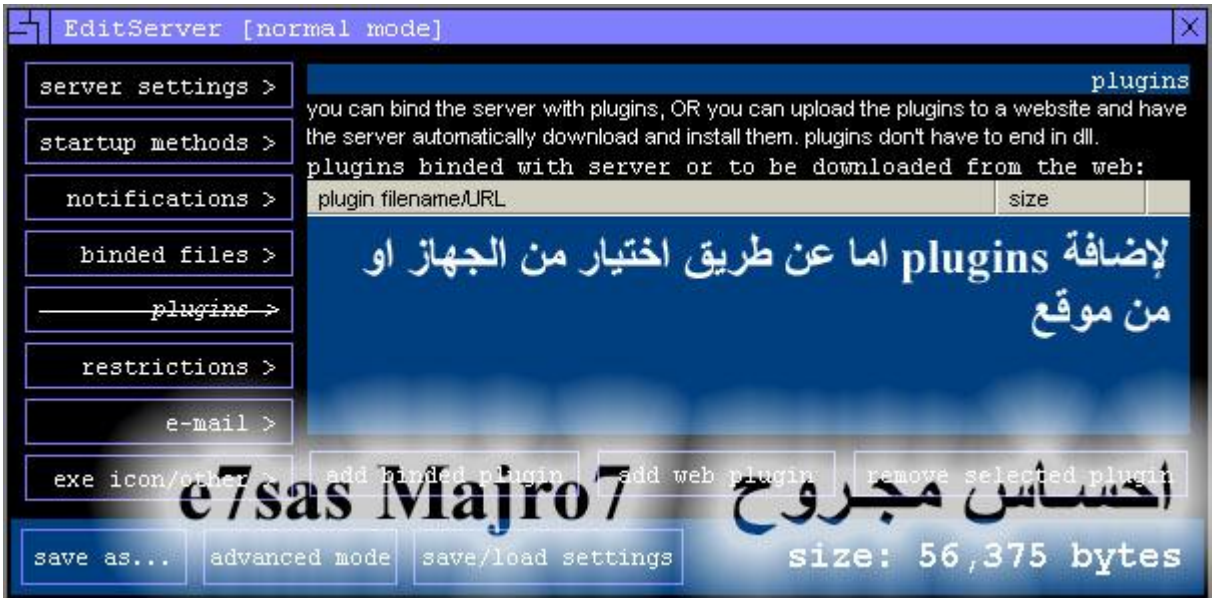 EditServer [normal mode]
server settings >
startup methods >
notifications >
binded files >
plugins >
restrictions >
e-mail >
exe icon/other >
plugins
you can bind the server with plugins, OR you can upload the plugins to a website and have
the server automatically download and install them. plugins don't have to end in dll.
plugins binded with server or to be downloaded from the web:
plugin filename/URL size
لإضافة plugins اما عن طريق اختيار من الجهاز او
من موقع
add binded plugin add web plugin remove selected plugin
e7sas Majro7 احساس مجروح
save as... advanced mode save/load settings size: 56,375 bytes